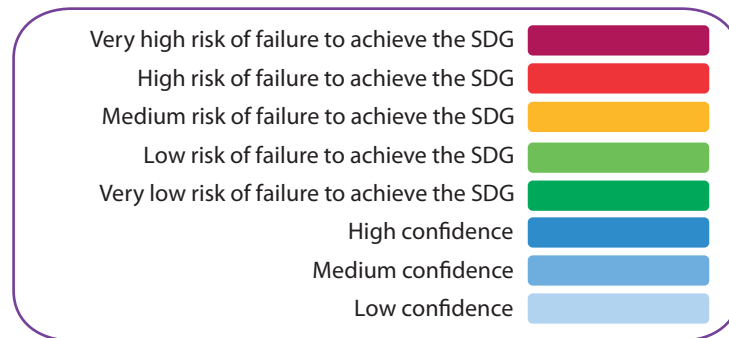 Very high risk of failure to achieve the SDG
High risk of failure to achieve the SDG
Medium risk of failure to achieve the SDG
Low risk of failure to achieve the SDG
Very low risk of failure to achieve the SDG
High confidence
Medium confidence
Low confidence